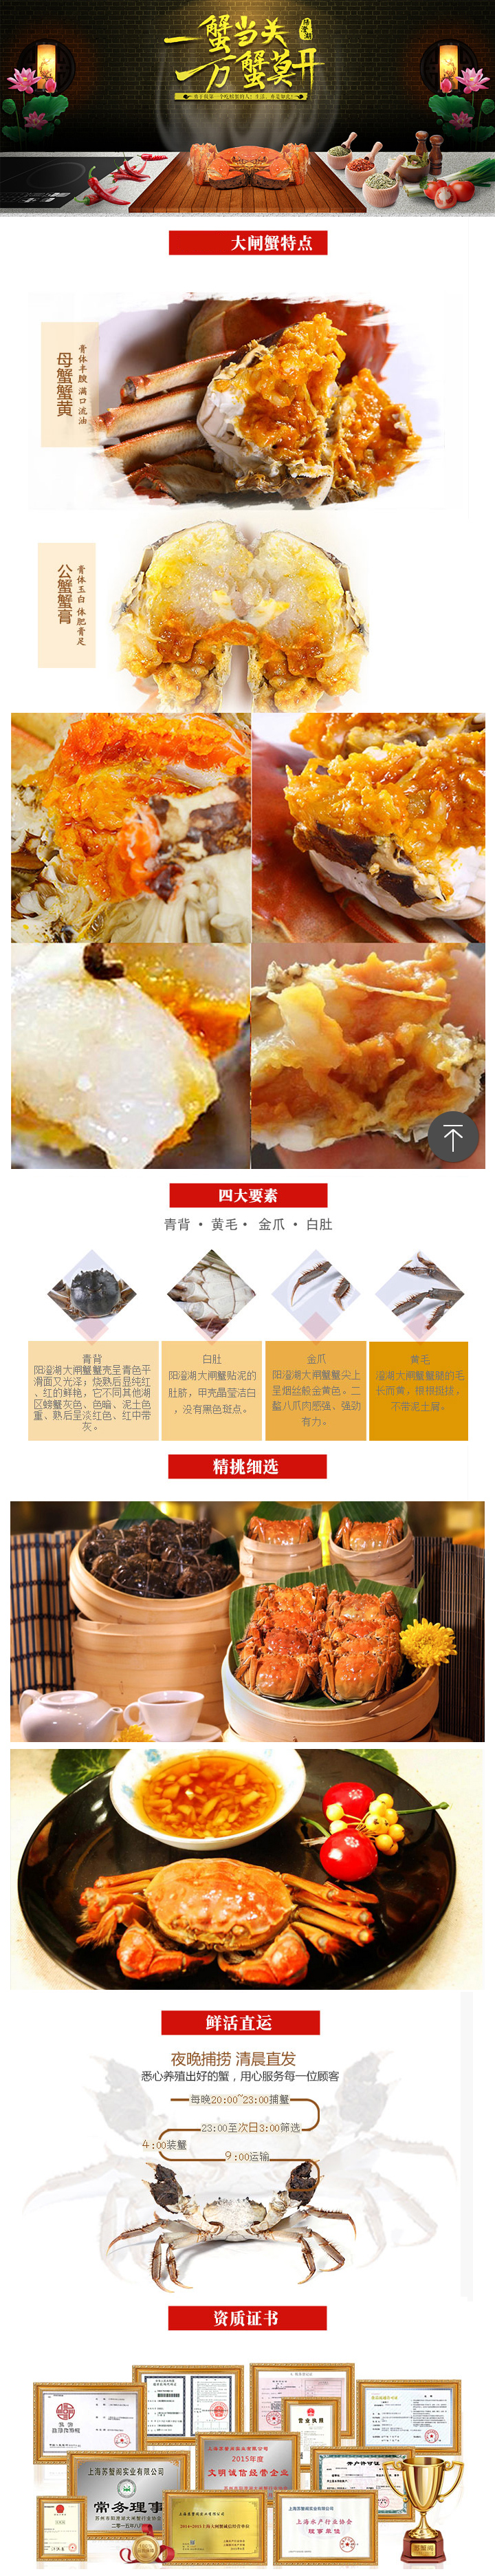 一蟹当关
万蟹莫开
大闸蟹特点
母蟹蟹黄
膏体丰腴 满口流油
公蟹蟹膏
膏体玉白 体肥膏足
四大要素
青背 • 黄毛 • 金爪 • 白肚
青背
阳澄湖大闸蟹蟹壳呈青色平
滑面又光泽；烧熟后显纯红
、红的鲜艳，它不同其他湖
区螃蟹灰色、色暗、泥土色
重、熟后呈淡红色、红中带
灰。
白肚
阳澄湖大闸蟹贴泥的
肚脐，甲壳晶莹洁白
，没有黑色斑点。
金爪
阳澄湖大闸蟹蟹尖上
呈烟丝般金黄色。二
螯八爪肉感强、强劲
有力。
黄毛
澄湖大闸蟹蟹腿的毛
长而黄，根根挺拔，
不带泥土屑。
精挑细选
鲜活直运
夜晚捕捞 清晨直发
悉心养殖出好的蟹，用心服务每一位顾客
每晚20:00~23:00捕蟹
23:00至次日3:00筛选
4:00装蟹
9:00运输
资质证书
营业执照
2015年度
文明诚信经营企业
上海苏蟹阁实业有限公司
常务理事
上海水产行业协会
理事单位